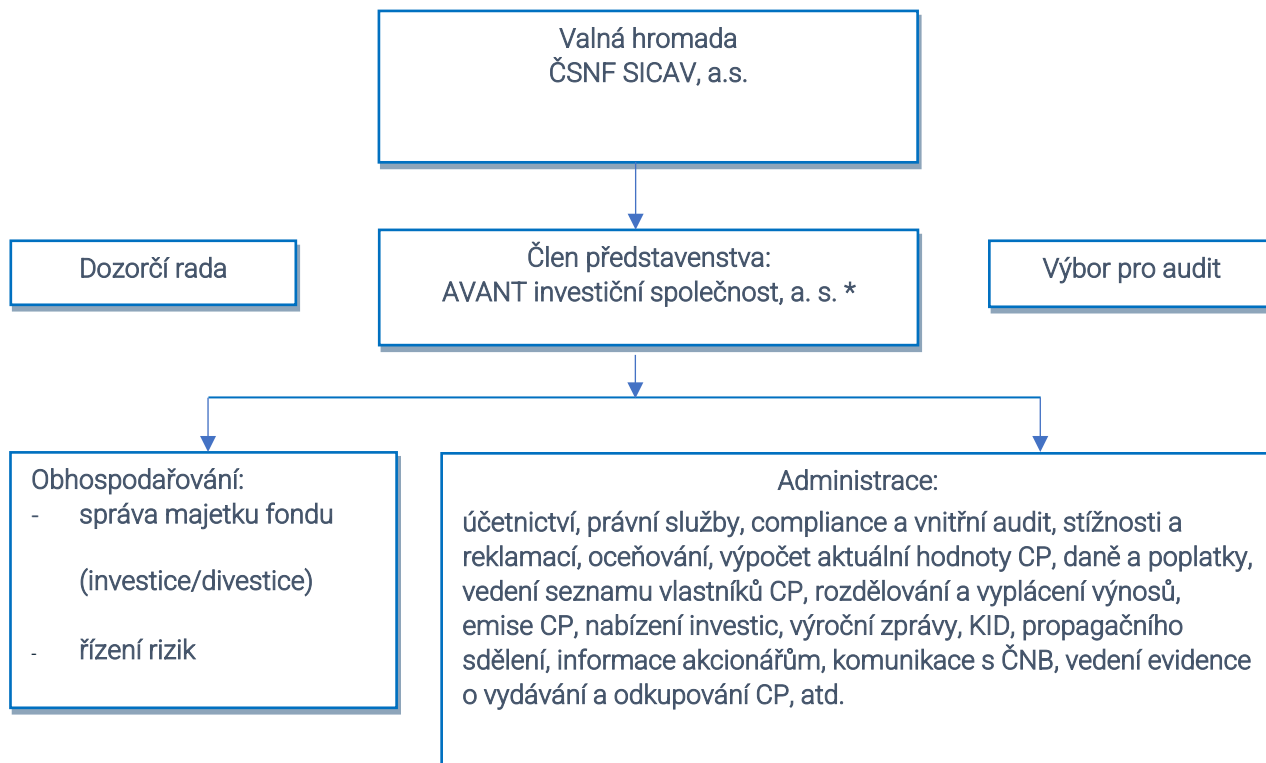 Valná hromada
ČSNF SICAV, a.s.
Dozorčí rada
Člen představenstva:
AVANT investiční společnost, a. s. *
Výbor pro audit
Obhospodařování:
- správa majetku fondu
(investice/divestice)
- řízení rizik
Administrace:
účetnictví, právní služby, compliance a vnitřní audit, stížnosti a
reklamací, oceňování, výpočet aktuální hodnoty CP, daně a poplatky,
vedení seznamu vlastníků CP, rozdělování a vyplácení výnosů,
emise CP, nabízení investic, výroční zprávy, KID, propagačního
sdělení, informace akcionářům, komunikace s ČNB, vedení evidence
o vydávání a odkupování CP, atd.